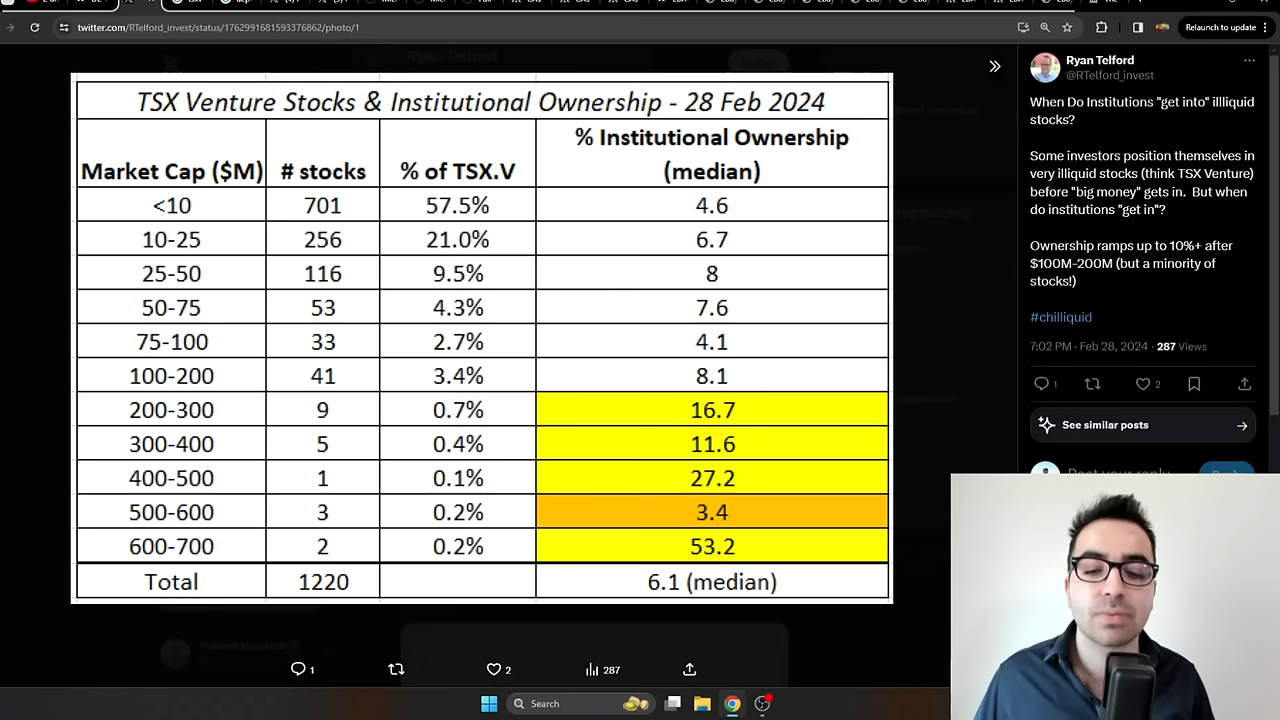 twitter.com/RTelford_invest/status/1762991681593376862/photo/1
Relaunch to update
TSX Venture Stocks & Institutional Ownership - 28 Feb 2024
Market Cap ($M) # stocks % of TSX.V % Institutional Ownership (median)
<10 701 57.5% 4.6
10-25 256 21.0% 6.7
25-50 116 9.5% 8
50-75 53 4.3% 7.6
75-100 33 2.7% 4.1
100-200 41 3.4% 8.1
200-300 9 0.7% 16.7
300-400 5 0.4% 11.6
400-500 1 0.1% 27.2
500-600 3 0.2% 3.4
600-700 2 0.2% 53.2
Total 1220 6.1 (median)
1 2 287
Ryan Telford
@RTelford_invest
When Do Institutions "get into" illliquid
stocks?
Some investors position themselves in
very illiquid stocks (think TSX Venture)
before "big money" gets in. But when
do institutions "get in"?
Ownership ramps up to 10%+ after
$100M-200M (but a minority of
stocks!)
#chilliquid
7:02 PM · Feb 28, 2024 · 287 Views
1 2
See similar posts
Post your reply
Search